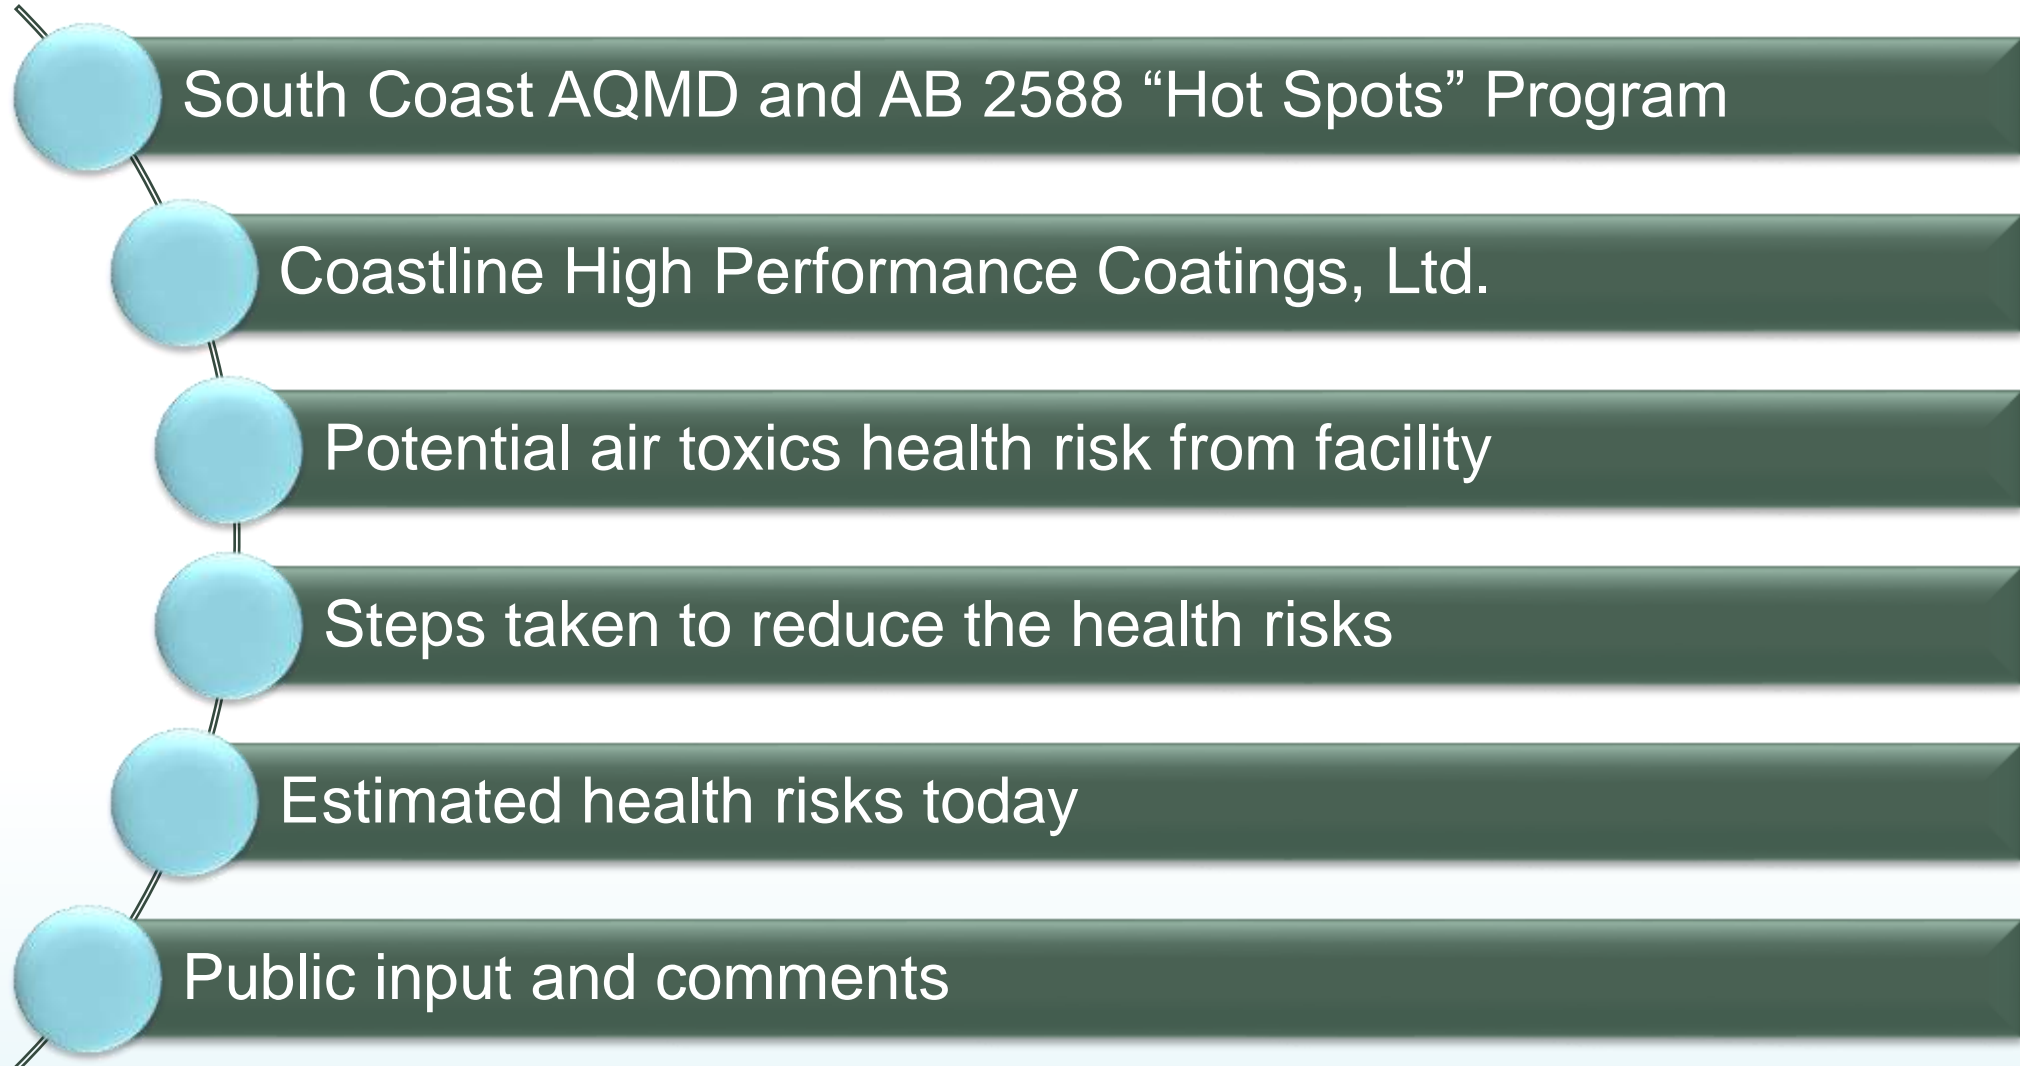 South Coast AQMD and AB 2588 “Hot Spots” Program
Coastline High Performance Coatings, Ltd.
Potential air toxics health risk from facility
Steps taken to reduce the health risks
Estimated health risks today
Public input and comments